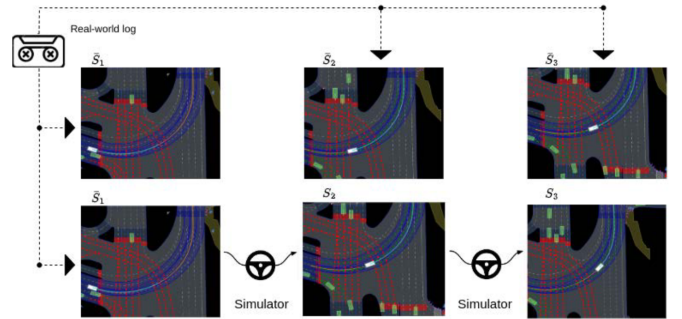 Real-world log
S̄₁
S̄₂
S̄₃
S̄₁
S₂
S₃
Simulator
Simulator